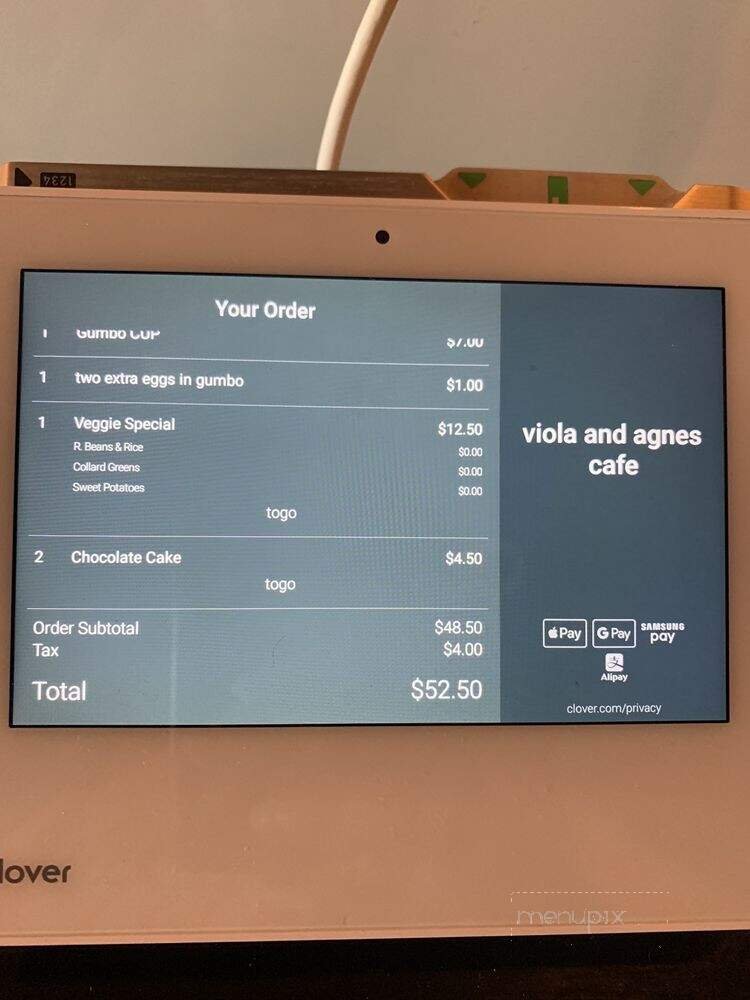 1234
Your Order
1 Gumbo CUP $7.00
1 two extra eggs in gumbo $1.00
1 Veggie Special $12.50
R. Beans & Rice $0.00
Collard Greens $0.00
Sweet Potatoes $0.00
togo
2 Chocolate Cake $4.50
togo
Order Subtotal $48.50
Tax $4.00
Total $52.50
viola and agnes
cafe
Pay G Pay SAMSUNG pay
支
Alipay
clover.com/privacy
lover
menupix